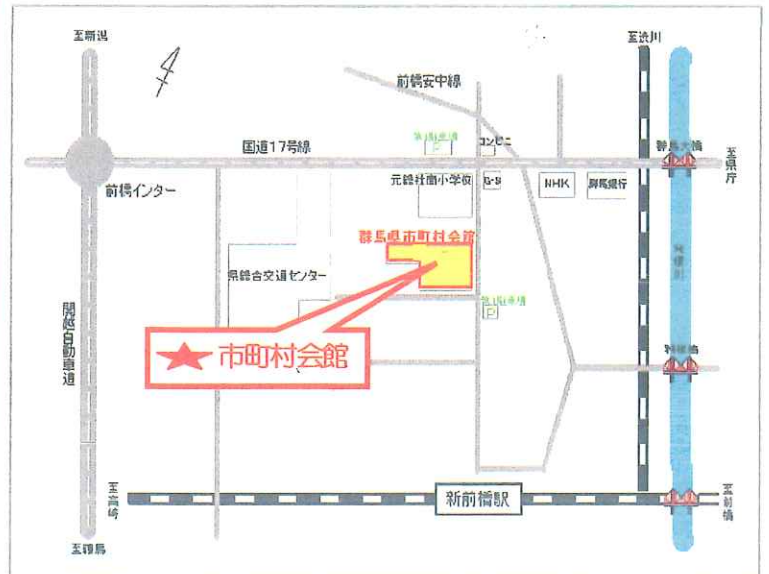 至新潟
至渋川
前橋安中線
国道17号線
コンビニ
群馬大橋
至県庁
前橋インター
元総社南小学校
G・S
NHK
群馬銀行
群馬県市町村会館
県総合交通センター
P
関越自動車道
★ 市町村会館
至高崎
新前橋駅
至前橋